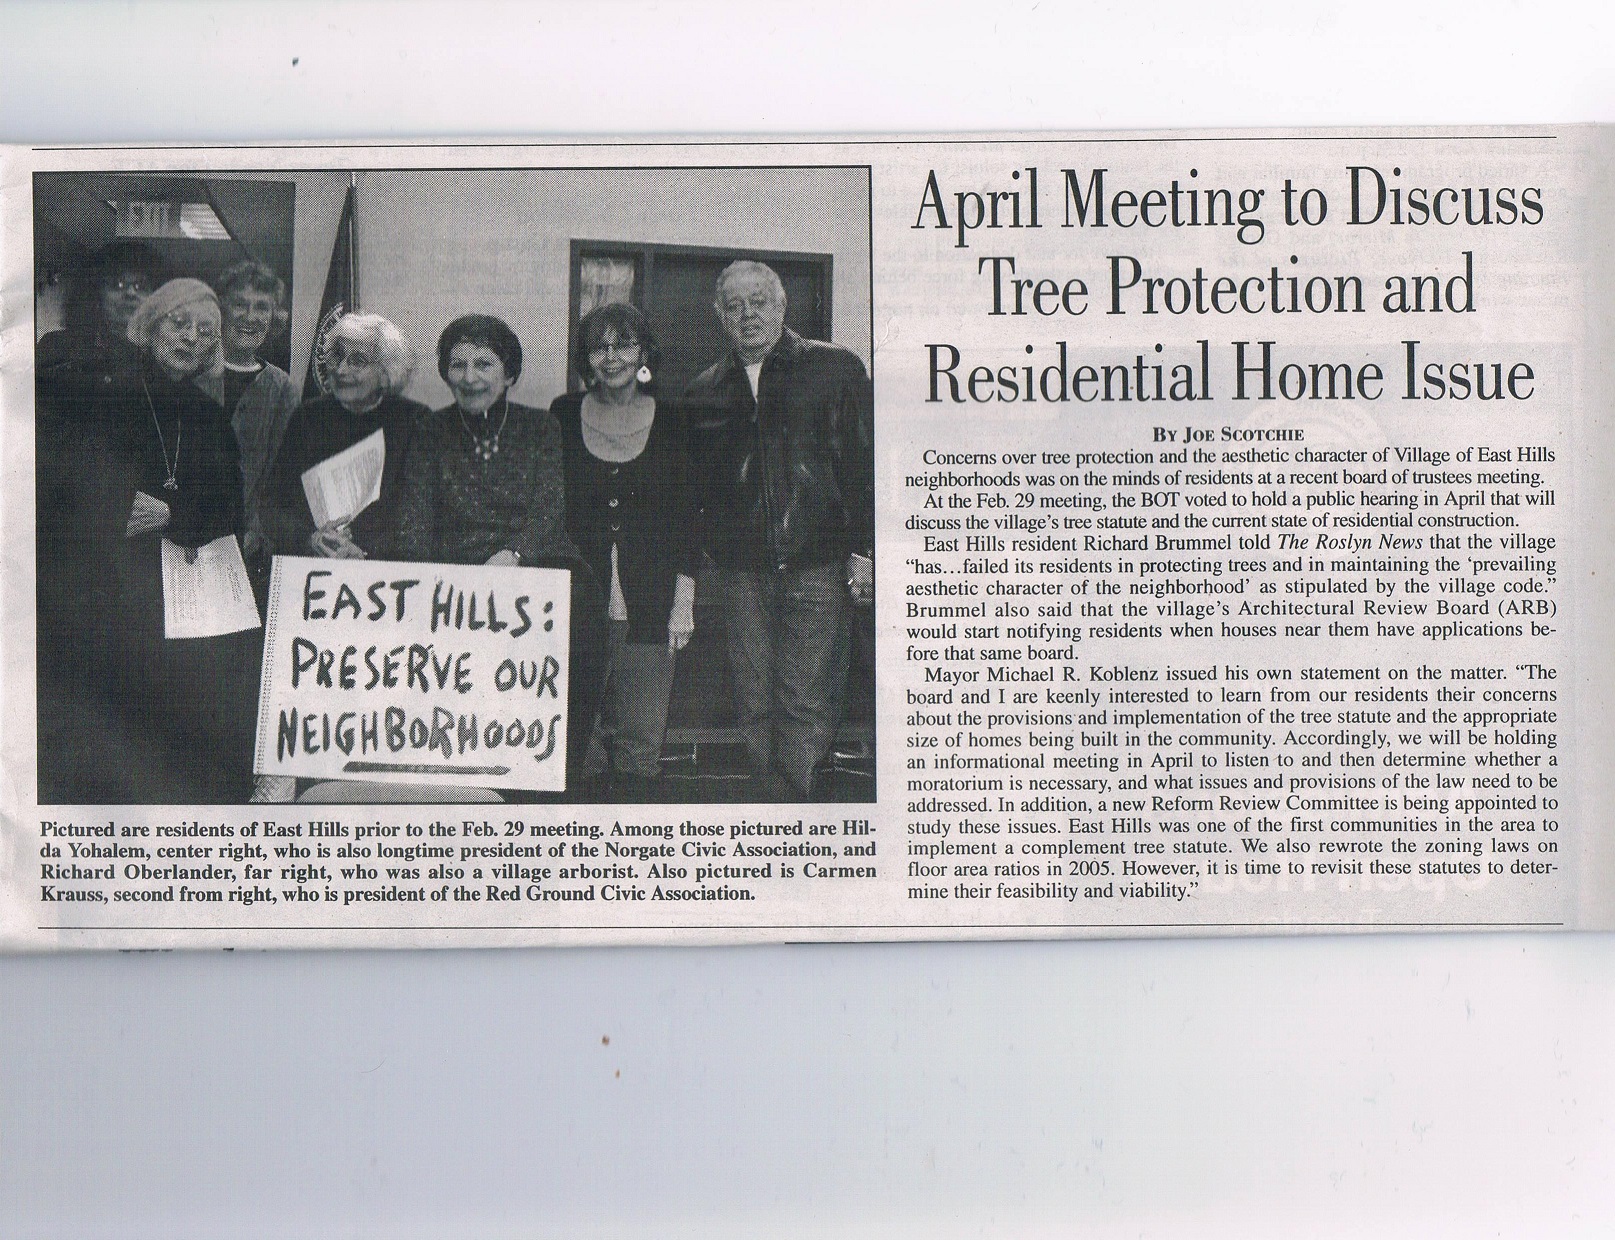 EXIT
EAST HILLS:
PRESERVE OUR
NEIGHBORHOODS
Pictured are residents of East Hills prior to the Feb. 29 meeting. Among those pictured are Hil-
da Yohalem, center right, who is also longtime president of the Norgate Civic Association, and
Richard Oberlander, far right, who was also a village arborist. Also pictured is Carmen
Krauss, second from right, who is president of the Red Ground Civic Association.
April Meeting to Discuss
Tree Protection and
Residential Home Issue
BY JOE SCOTCHIE
Concerns over tree protection and the aesthetic character of Village of East Hills
neighborhoods was on the minds of residents at a recent board of trustees meeting.
At the Feb. 29 meeting, the BOT voted to hold a public hearing in April that will
discuss the village's tree statute and the current state of residential construction.
East Hills resident Richard Brummel told The Roslyn News that the village
“has…failed its residents in protecting trees and in maintaining the ‘prevailing
aesthetic character of the neighborhood’ as stipulated by the village code.”
Brummel also said that the village's Architectural Review Board (ARB)
would start notifying residents when houses near them have applications be-
fore that same board.
Mayor Michael R. Koblenz issued his own statement on the matter. “The
board and I are keenly interested to learn from our residents their concerns
about the provisions and implementation of the tree statute and the appropriate
size of homes being built in the community. Accordingly, we will be holding
an informational meeting in April to listen to and then determine whether a
moratorium is necessary, and what issues and provisions of the law need to be
addressed. In addition, a new Reform Review Committee is being appointed to
study these issues. East Hills was one of the first communities in the area to
implement a complement tree statute. We also rewrote the zoning laws on
floor area ratios in 2005. However, it is time to revisit these statutes to deter-
mine their feasibility and viability.”